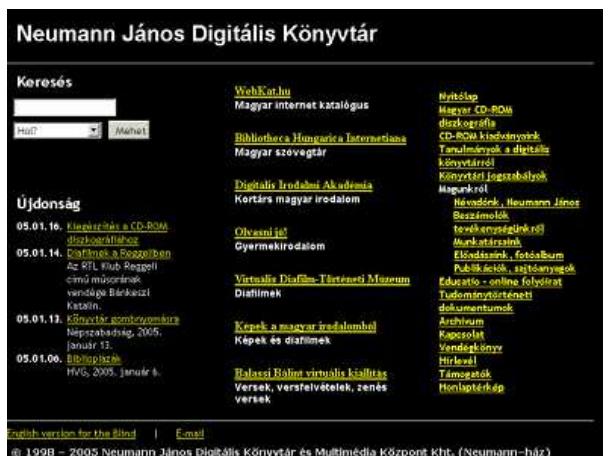 Neumann János Digitális Könyvtár
Keresés
Hol?
Mehet
Újdonság
05.01.16. Kiegészítés a CD-ROM
diszkográfiához
05.01.14. Diafilmek a Reggeliben
Az RTL Klub Reggeli
című műsorának
vendége Bánkeszi
Katalin.
05.01.13. Könyvtár gombnyomásra
Népszabadság, 2005.
január 13.
05.01.06. Biblioplazák
HVG, 2005. január 6.
WebKat.hu
Magyar internet katalógus
Bibliotheca Hungarica Internetiana
Magyar szövegtár
Digitális Irodalmi Akadémia
Kortárs magyar irodalom
Olvasni jó!
Gyermekirodalom
Virtuális Diafilm-Történeti Múzeum
Diafilmek
Képek a magyar irodalomból
Képek és diafilmek
Balassi Bálint virtuális kiállítás
Versek, versfelvételek, zenés
versek
Nyitólap
Magyar CD-ROM
diszkográfia
CD-ROM kiadványaink
Tanulmányok a digitális
könyvtárról
Könyvtári jogszabályok
Magunkról
Névadónk, Neumann János
Beszámolók
tevékenységünkről
Munkatársaink
Előadásaink, fotóalbum
Publikációk, sajtóanyagok
Educatio - online folyóirat
Tudománytörténeti
dokumentumok
Archívum
Kapcsolat
Vendégkönyv
Hírlevél
Támogatók
Honlaptérkép
English version for the Blind | E-mail
© 1998 - 2005 Neumann János Digitális Könyvtár és Multimédia Központ Kht. (Neumann-ház)